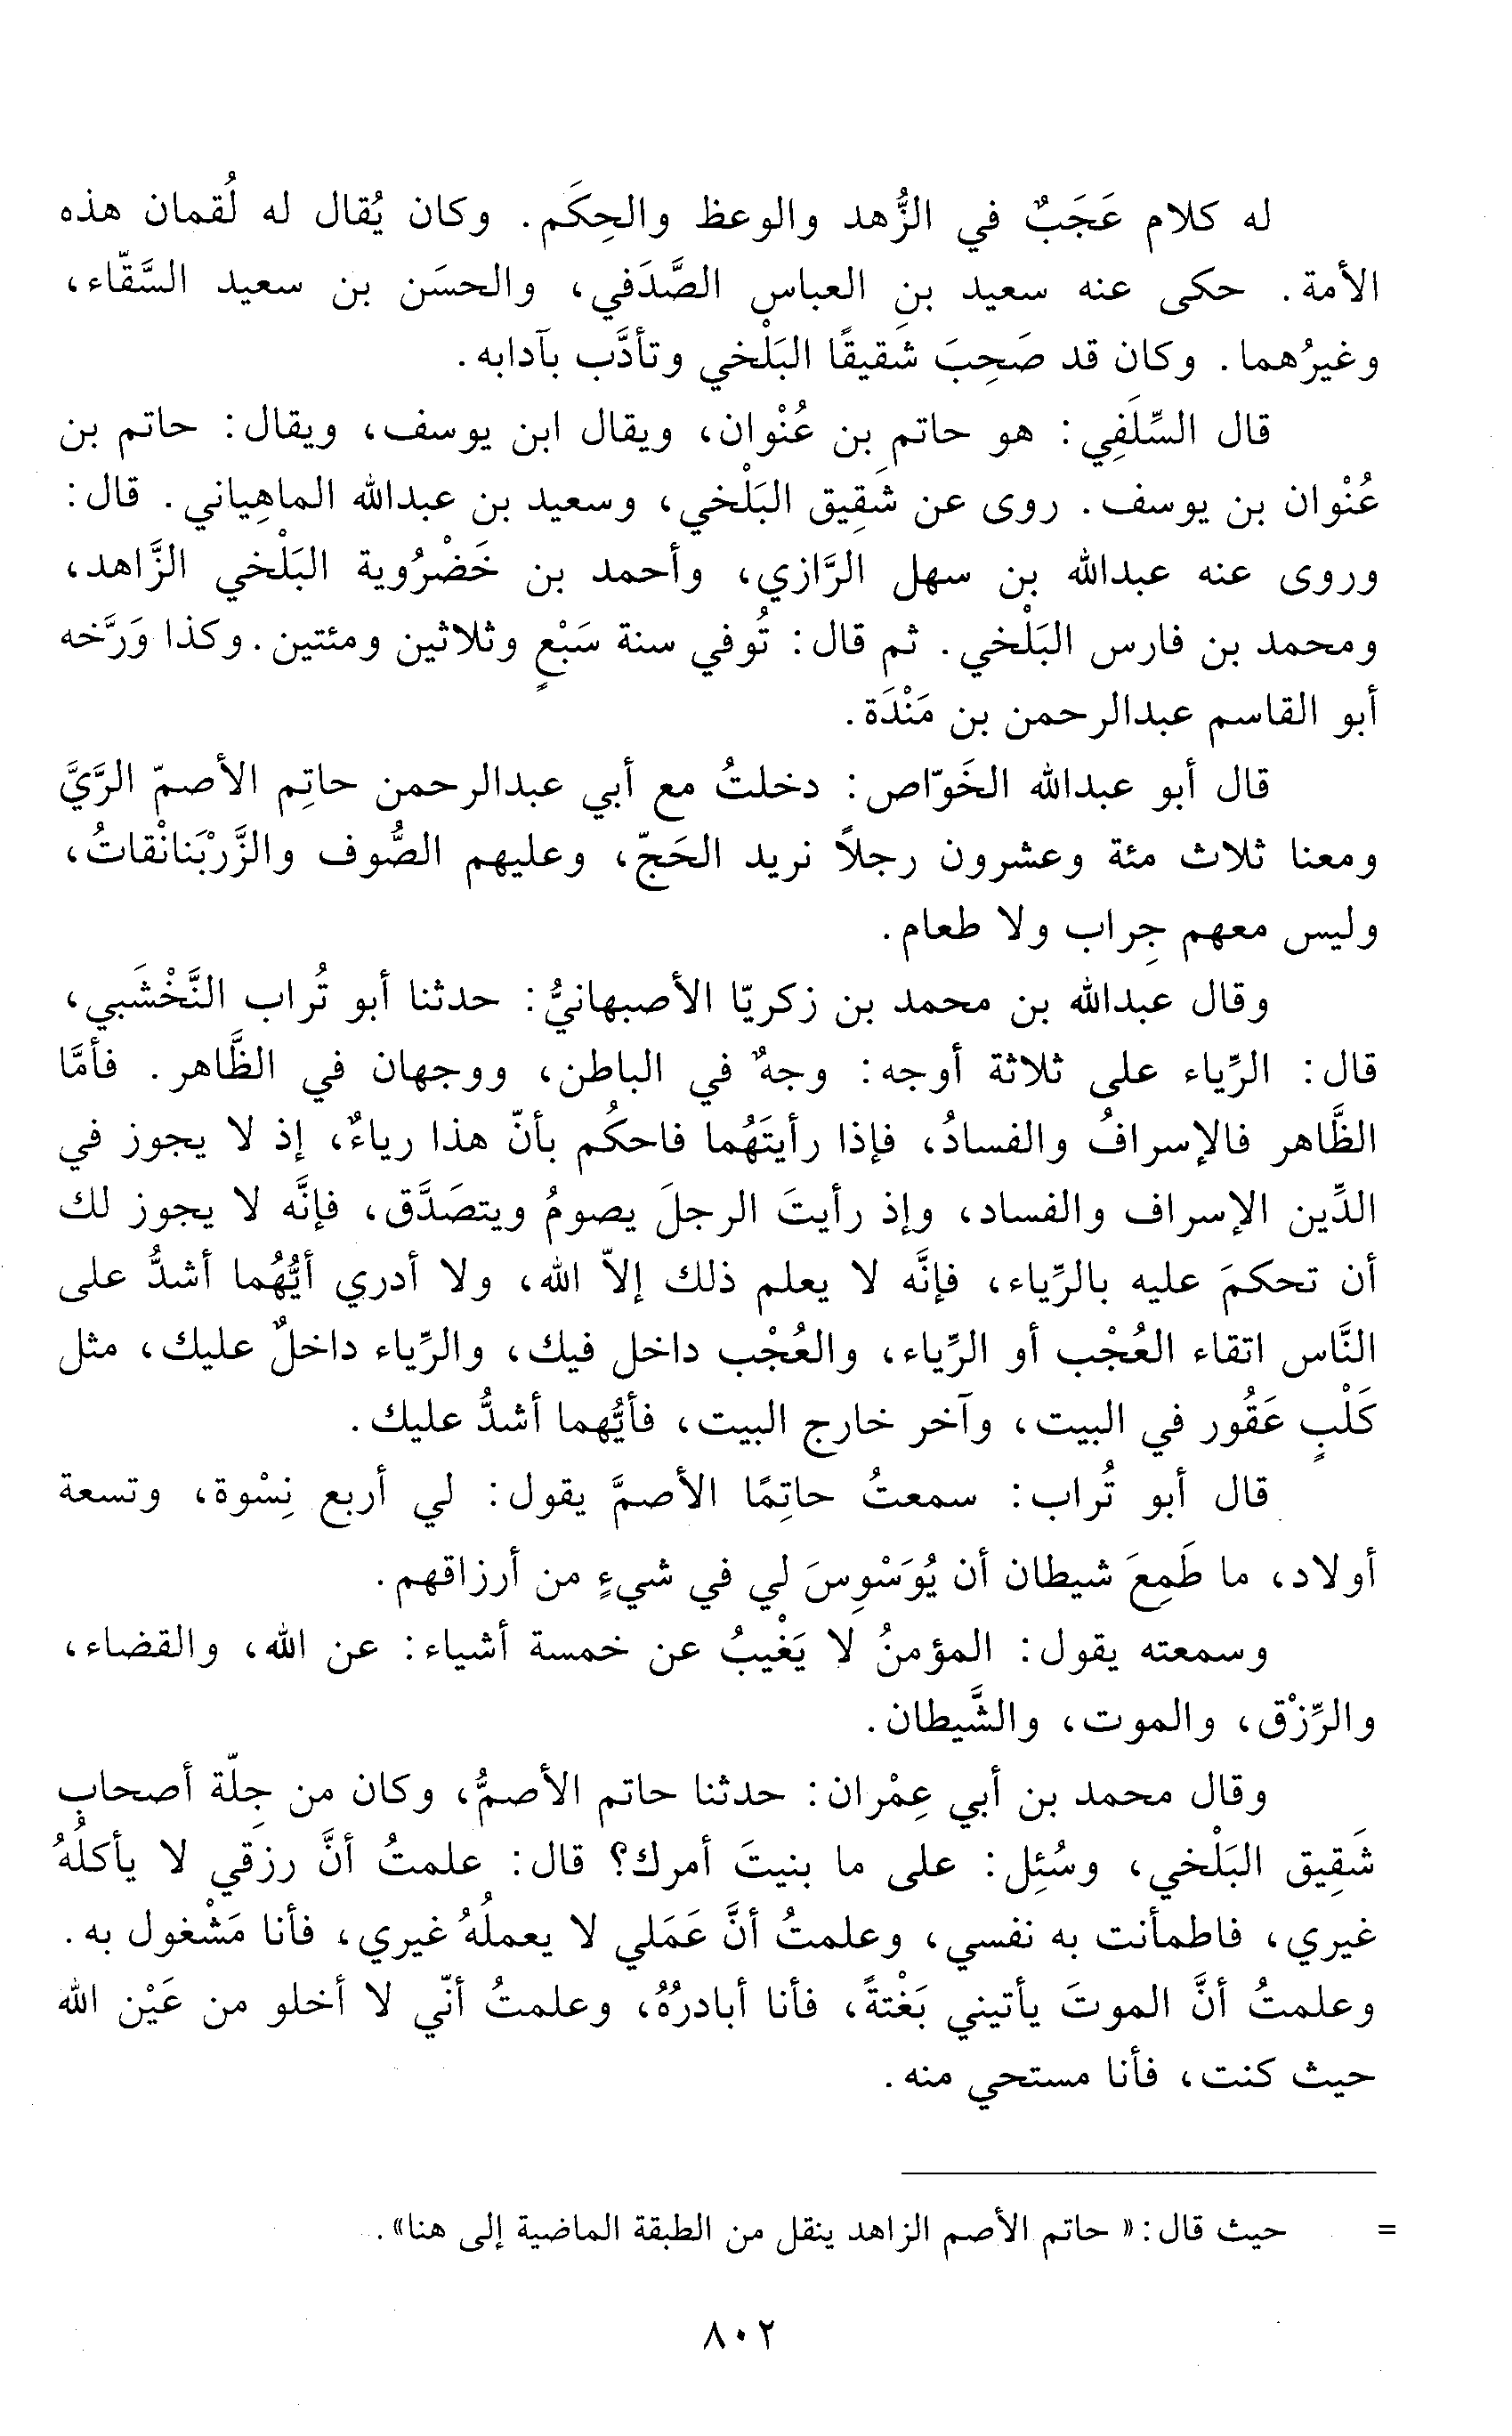 له كلام عَجَبٌ في الزُّهد والوعظ والحِكَم. وكان يُقال له لُقمان هذه
الأمة. حكى عنه سعيد بن العباس الصَّدَفي، والحسَن بن سعيد السَّقّاء،
وغيرُهما. وكان قد صَحِبَ شَقيقًا البَلْخي وتأدَّب بآدابه.
قال السِّلَفِي: هو حاتم بن عُنْوان، ويقال ابن يوسف، ويقال: حاتم بن
عُنْوان بن يوسف. روى عن شَقِيق البَلْخي، وسعيد بن عبدالله الماهِياني. قال:
وروى عنه عبدالله بن سهل الرَّازي، وأحمد بن خَضْرُوية البَلْخي الزَّاهد،
ومحمد بن فارس البَلْخي. ثم قال: تُوفي سنة سَبْعٍ وثلاثين ومئتين. وكذا وَرَّخه
أبو القاسم عبدالرحمن بن مَنْدَة.
قال أبو عبدالله الخَوّاص: دخلتُ مع أبي عبدالرحمن حاتِم الأصمّ الرَّيَّ
ومعنا ثلاث مئة وعشرون رجلاً نريد الحَجّ، وعليهم الصُّوف والزَّرْبَنانْقاتُ،
وليس معهم جِراب ولا طعام.
وقال عبدالله بن محمد بن زكريّا الأصبهانيُّ: حدثنا أبو تُراب النَّخْشَبي،
قال: الرِّياء على ثلاثة أوجه: وجهٌ في الباطن، ووجهان في الظَّاهر. فأمَّا
الظَّاهر فالإسرافُ والفسادُ، فإذا رأيتَهُما فاحكُم بأنّ هذا رياءٌ، إذ لا يجوز في
الدِّين الإسراف والفساد، وإذ رأيتَ الرجلَ يصومُ ويتصَدَّق، فإنَّه لا يجوز لك
أن تحكمَ عليه بالرِّياء، فإنَّه لا يعلم ذلك إلاّ الله، ولا أدري أيُّهُما أشدُّ على
النَّاس اتقاء العُجْب أو الرِّياء، والعُجْب داخل فيك، والرِّياء داخلٌ عليك، مثل
كَلْبٍ عَقُور في البيت، وآخر خارج البيت، فأيُّهما أشدُّ عليك.
قال أبو تُراب: سمعتُ حاتِمًا الأصمَّ يقول: لي أربع نِسْوة، وتسعة
أولاد، ما طَمِعَ شيطان أن يُوَسْوِسَ لي في شيءٍ من أرزاقهم.
وسمعته يقول: المؤمنُ لا يَغْيبُ عن خمسة أشياء: عن الله، والقضاء،
والرِّزْق، والموت، والشَّيطان.
وقال محمد بن أبي عِمْران: حدثنا حاتم الأصمُّ، وكان من جِلّة أصحاب
شَقِيق البَلْخي، وسُئِل: على ما بنيتَ أمرك؟ قال: علمتُ أنَّ رزقي لا يأكلُهُ
غيري، فاطمأنت به نفسي، وعلمتُ أنَّ عَمَلي لا يعملُهُ غيري، فأنا مَشْغول به.
وعلمتُ أنَّ الموتَ يأتيني بَغْتةً، فأنا أبادرُهُ، وعلمتُ أنّي لا أخلو من عَيْن الله
حيث كنت، فأنا مستحي منه.
= حيث قال: «حاتم الأصم الزاهد ينقل من الطبقة الماضية إلى هنا».
٨٠٢